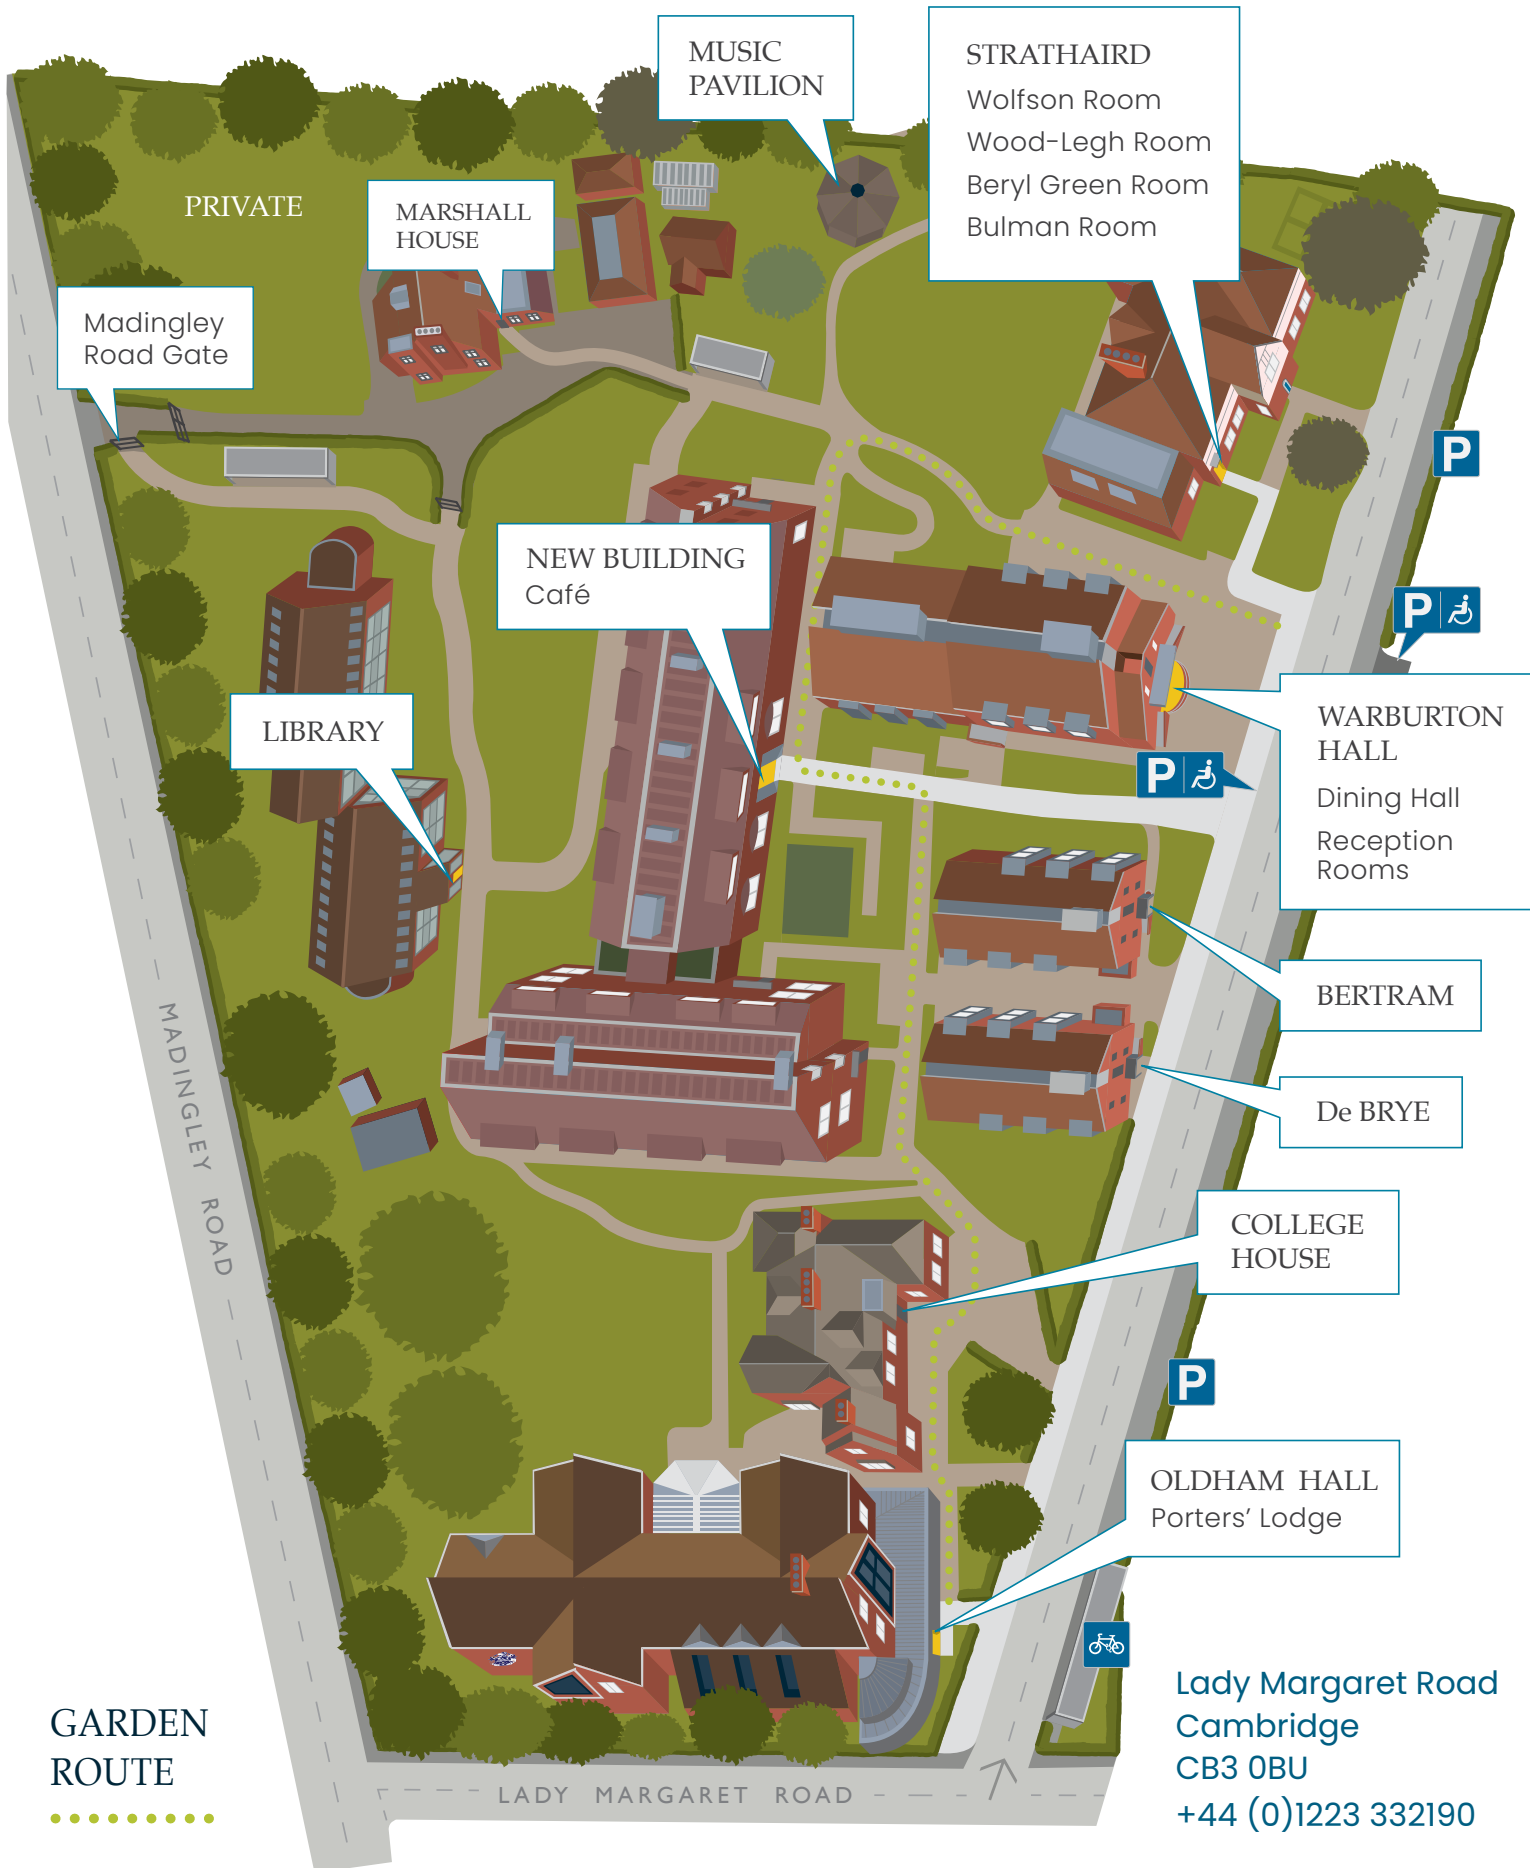 MUSIC
PAVILION
STRATHAIRD
Wolfson Room
Wood-Legh Room
Beryl Green Room
Bulman Room
PRIVATE
MARSHALL
HOUSE
Madingley
Road Gate
P
NEW BUILDING
Café
P
LIBRARY
WARBURTON
HALL
Dining Hall
Reception
Rooms
P
BERTRAM
De BRYE
MADINGLEY ROAD
COLLEGE
HOUSE
P
OLDHAM HALL
Porters’ Lodge
GARDEN
ROUTE
LADY MARGARET ROAD
Lady Margaret Road
Cambridge
CB3 0BU
+44 (0)1223 332190